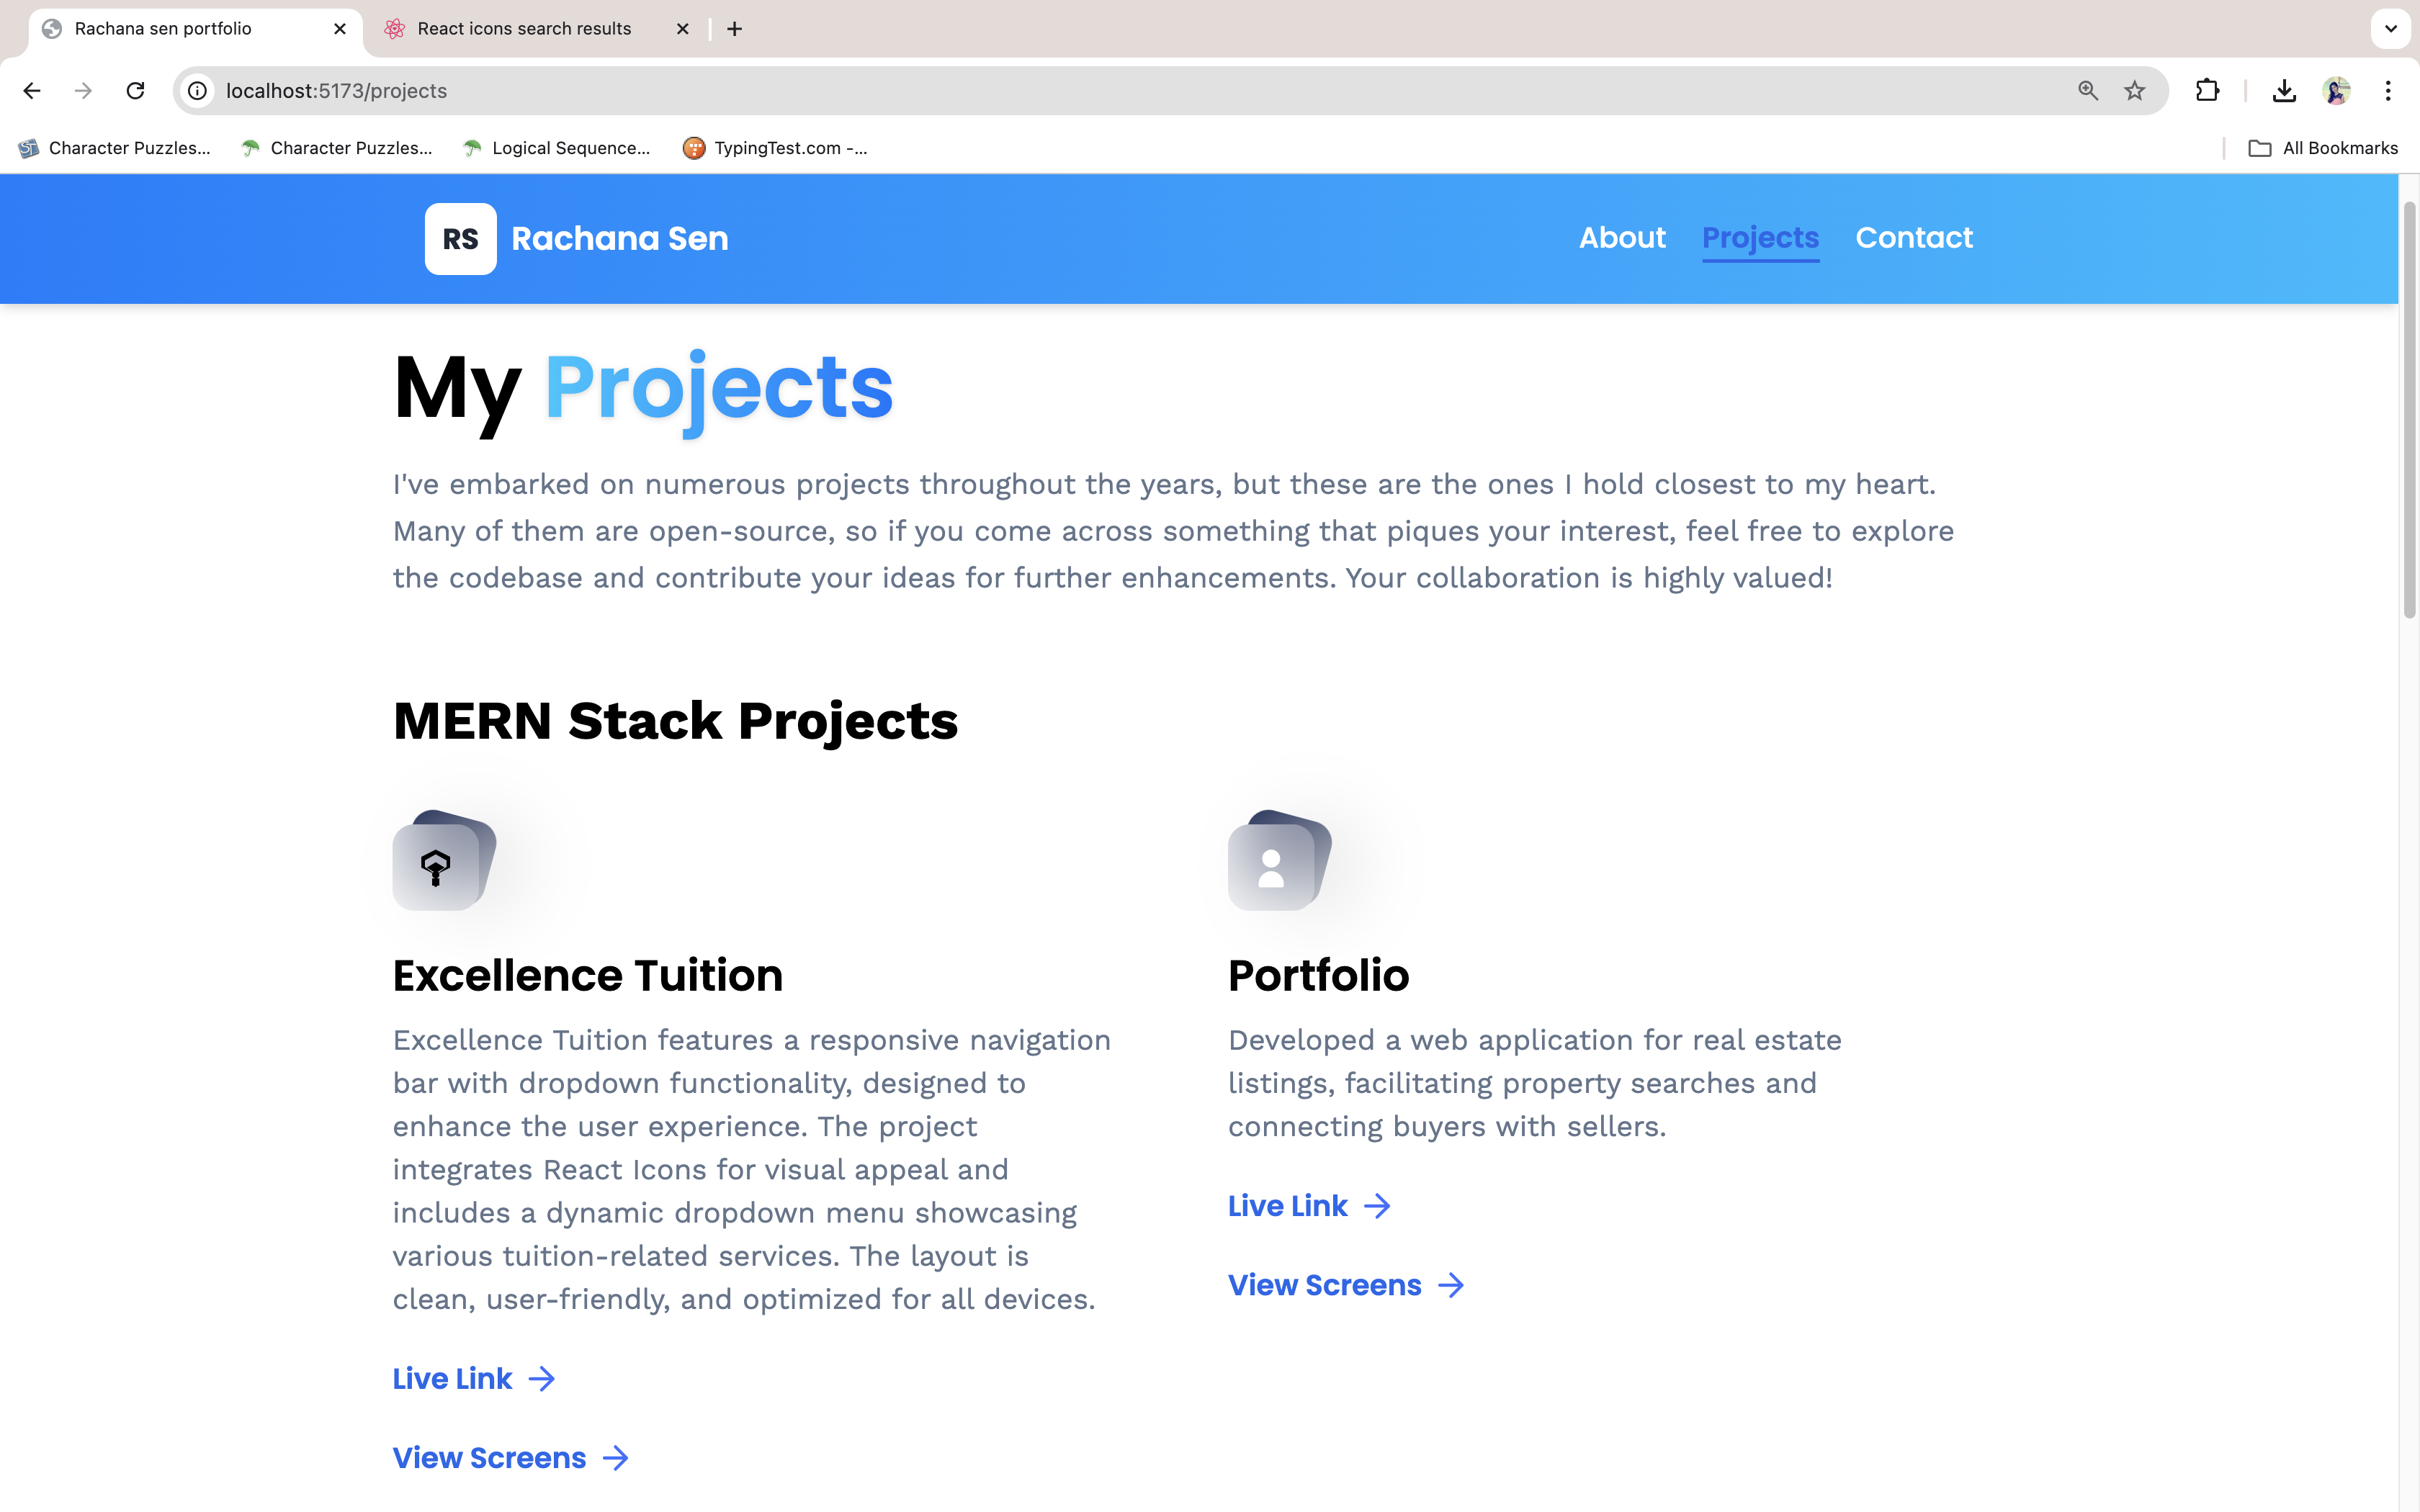 Rachana sen portfolio
React icons search results
localhost:5173/projects
Character Puzzles...
Character Puzzles...
Logical Sequence...
TypingTest.com -...
All Bookmarks
RS
Rachana Sen
About
Projects
Contact
My Projects
I've embarked on numerous projects throughout the years, but these are the ones I hold closest to my heart.
Many of them are open-source, so if you come across something that piques your interest, feel free to explore
the codebase and contribute your ideas for further enhancements. Your collaboration is highly valued!
MERN Stack Projects
Excellence Tuition
Excellence Tuition features a responsive navigation
bar with dropdown functionality, designed to
enhance the user experience. The project
integrates React Icons for visual appeal and
includes a dynamic dropdown menu showcasing
various tuition-related services. The layout is
clean, user-friendly, and optimized for all devices.
Live Link
View Screens
Portfolio
Developed a web application for real estate
listings, facilitating property searches and
connecting buyers with sellers.
Live Link
View Screens